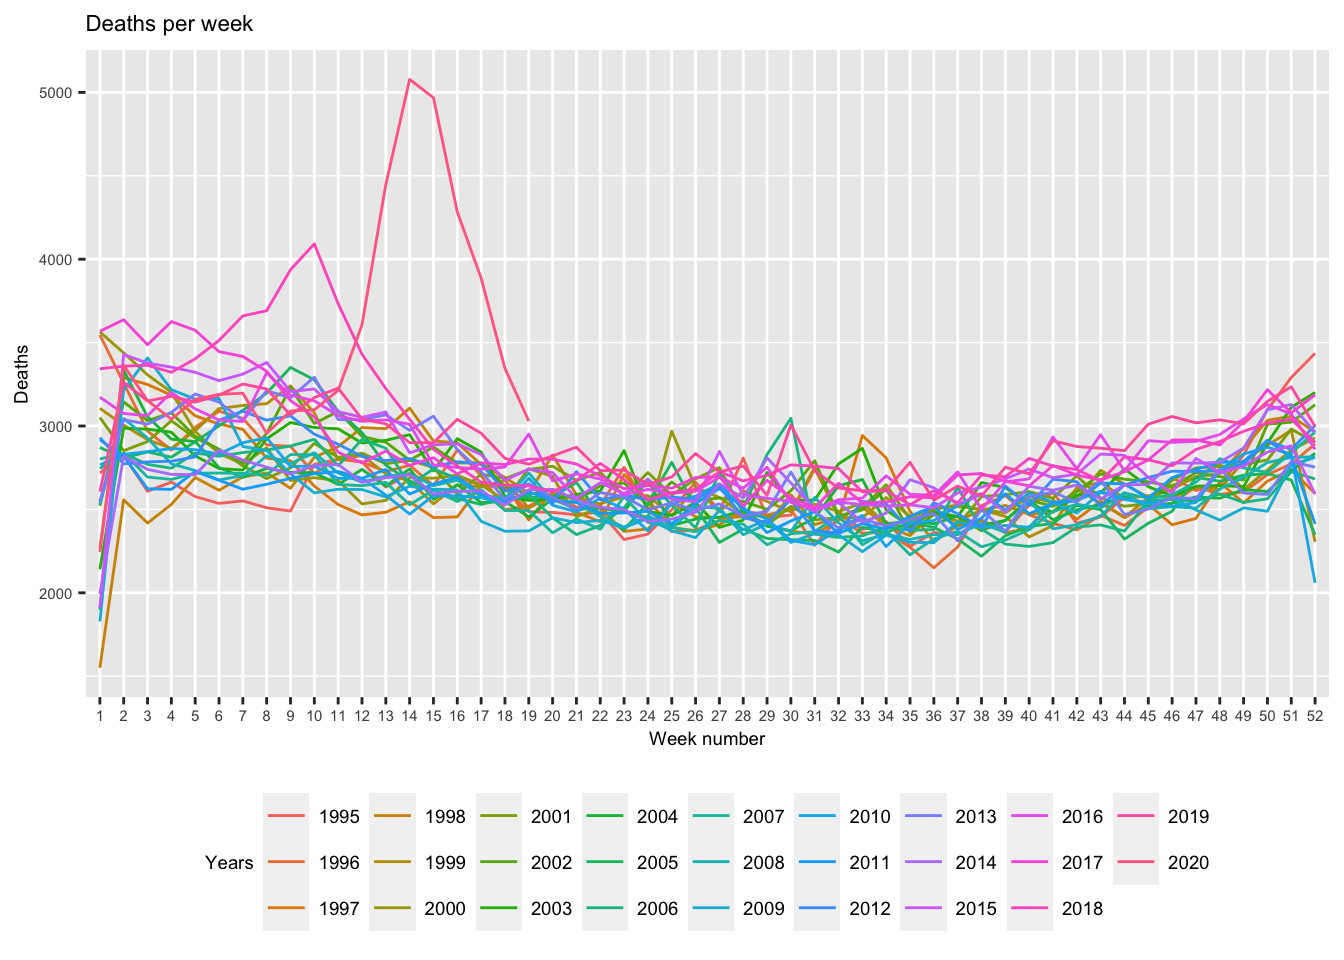 Deaths per week
5000
4000
3000
2000
Deaths
1 2 3 4 5 6 7 8 9 10 11 12 13 14 15 16 17 18 19 20 21 22 23 24 25 26 27 28 29 30 31 32 33 34 35 36 37 38 39 40 41 42 43 44 45 46 47 48 49 50 51 52
Week number
1995 1998 2001 2004 2007 2010 2013 2016 2019
Years 1996 1999 2002 2005 2008 2011 2014 2017 2020
1997 2000 2003 2006 2009 2012 2015 2018